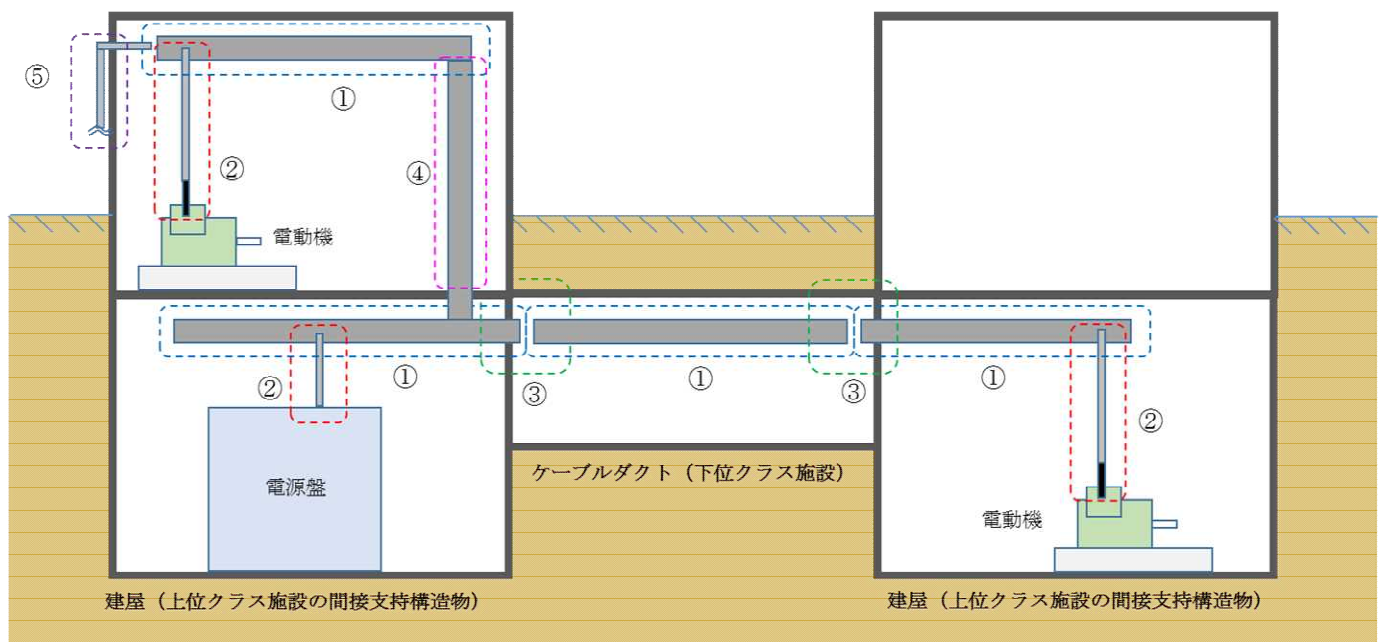 ⑤
①
②
④
電動機
②
①
③
①
③
①
②
電源盤
ケーブルダクト（下位クラス施設）
電動機
建屋（上位クラス施設の間接支持構造物）
建屋（上位クラス施設の間接支持構造物）